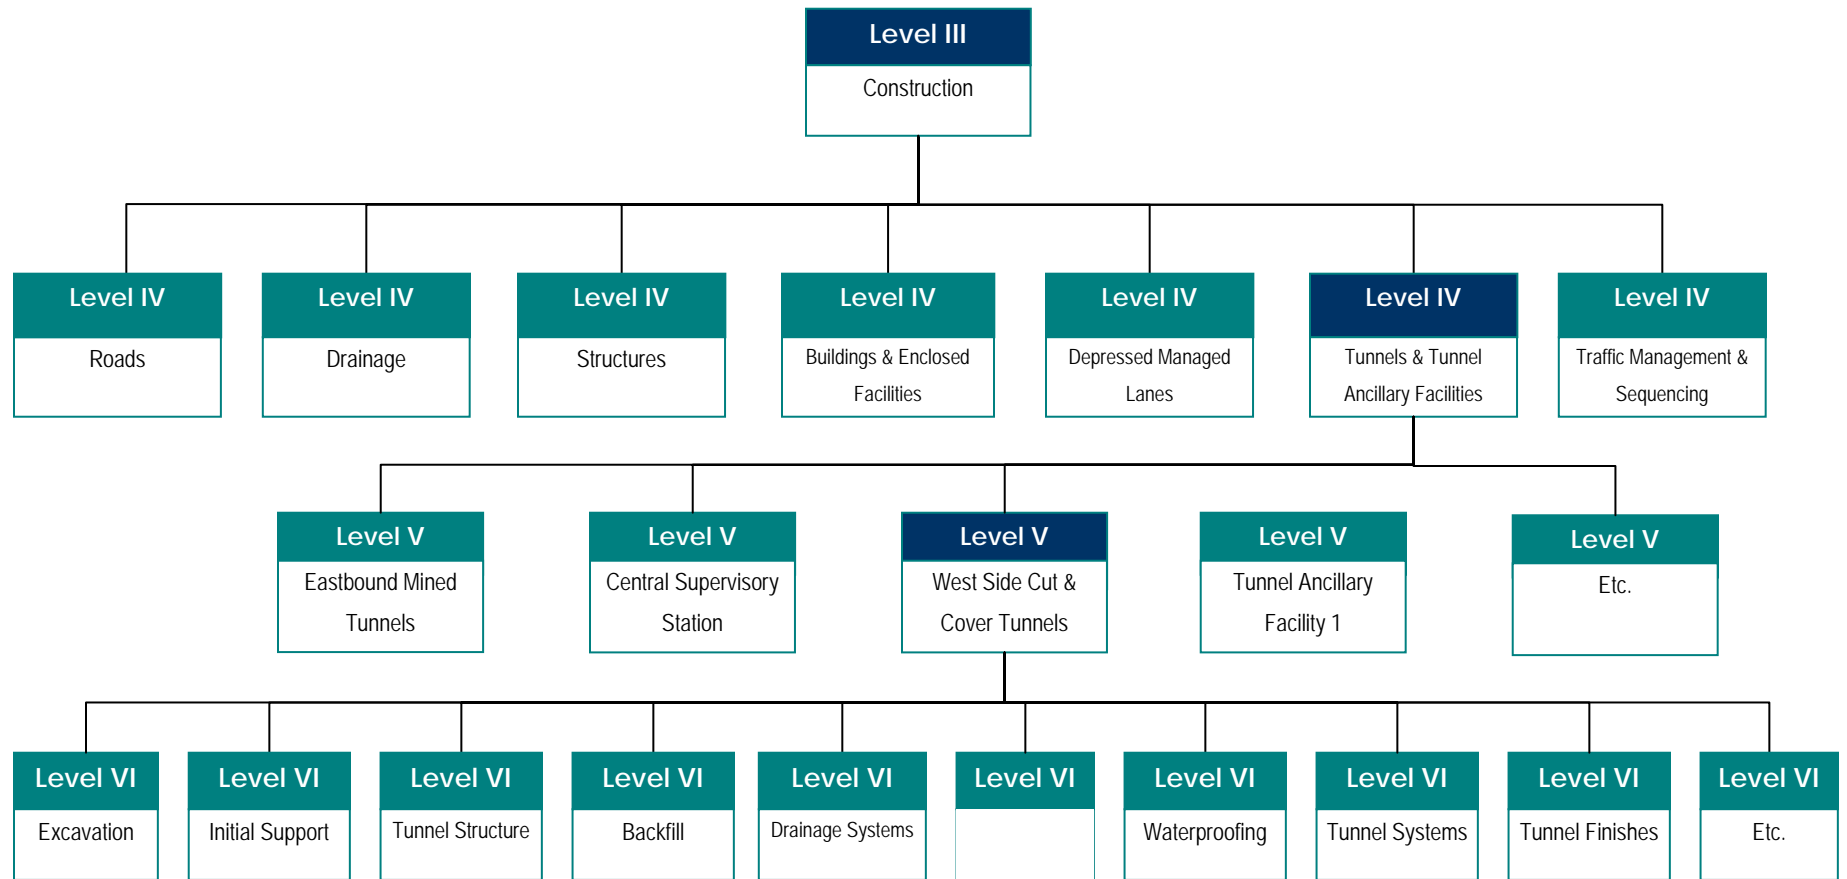 Level III
Construction
Level IV
Roads
Level IV
Drainage
Level IV
Structures
Level IV
Buildings & Enclosed
Facilities
Level IV
Depressed Managed
Lanes
Level IV
Tunnels & Tunnel
Ancillary Facilities
Level IV
Traffic Management &
Sequencing
Level V
Eastbound Mined
Tunnels
Level V
Central Supervisory
Station
Level V
West Side Cut &
Cover Tunnels
Level V
Tunnel Ancillary
Facility 1
Level V
Etc.
Level VI
Excavation
Level VI
Initial Support
Level VI
Tunnel Structure
Level VI
Backfill
Level VI
Drainage Systems
Level VI
Level VI
Waterproofing
Level VI
Tunnel Systems
Level VI
Tunnel Finishes
Level VI
Etc.